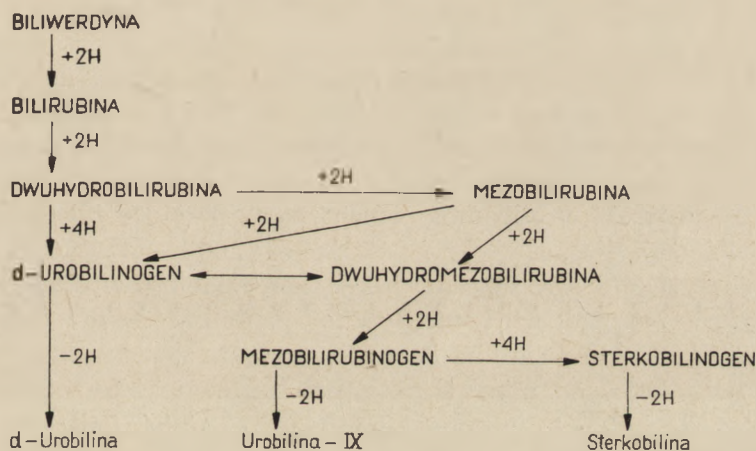 BILIWERDYNA
+2H
BILIRUBINA
+2H
DWUHYDROBILIRUBINA +2H MEZOBILIRUBINA
+4H +2H +2H
d-UROBILINOGEN DWUHYDROMEZOBILIRUBINA
+2H
MEZOBILIRUBINOGEN +4H STERKOBILINOGEN
-2H -2H -2H
d-Urobilina Urobilina - IX Sterkobilina